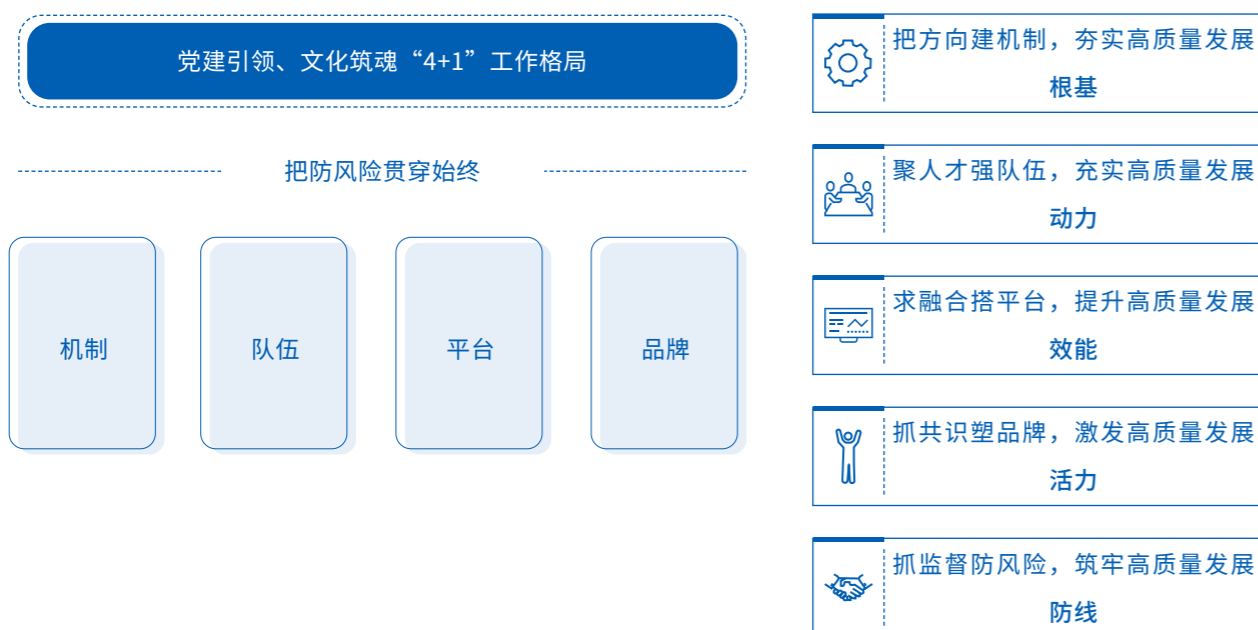 党建引领、文化筑魂“4+1”工作格局
把防风险贯穿始终
机制
队伍
平台
品牌
把方向建机制，夯实高质量发展
根基
聚人才强队伍，充实高质量发展
动力
求融合搭平台，提升高质量发展
效能
抓共识塑品牌，激发高质量发展
活力
抓监督防风险，筑牢高质量发展
防线